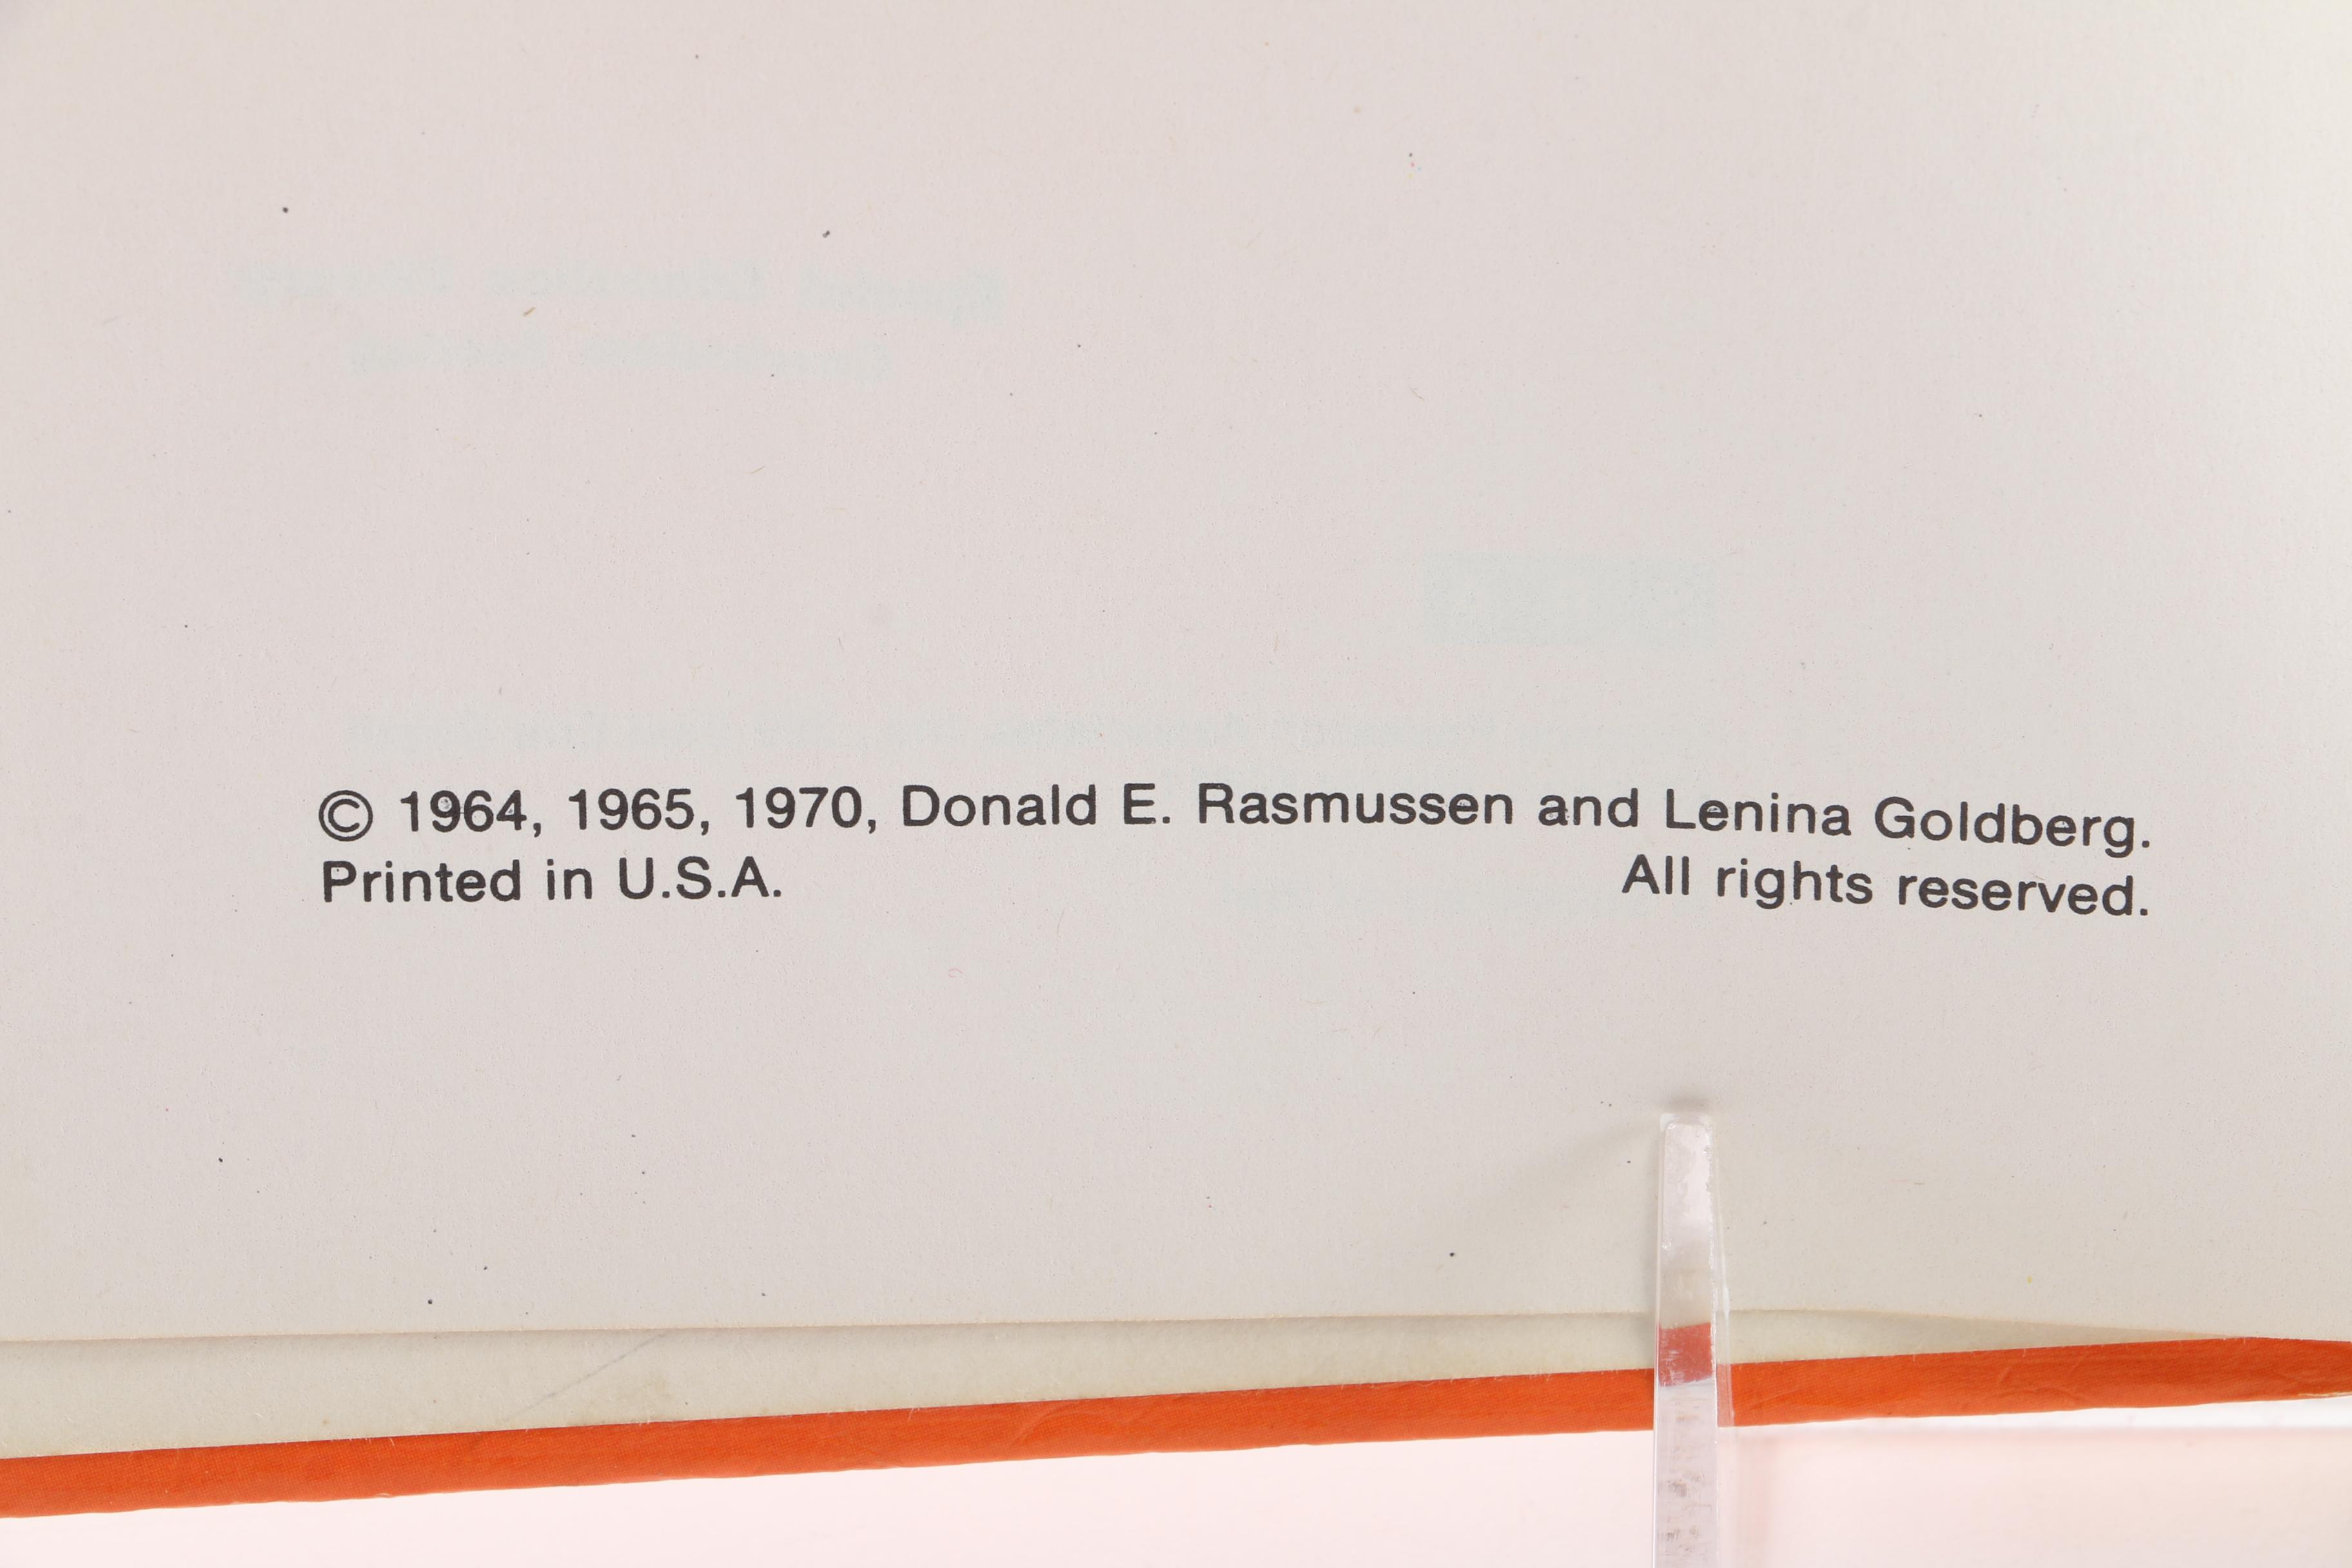 © 1964, 1965, 1970, Donald E. Rasmussen and Lenina Goldberg.
Printed in U.S.A. All rights reserved.